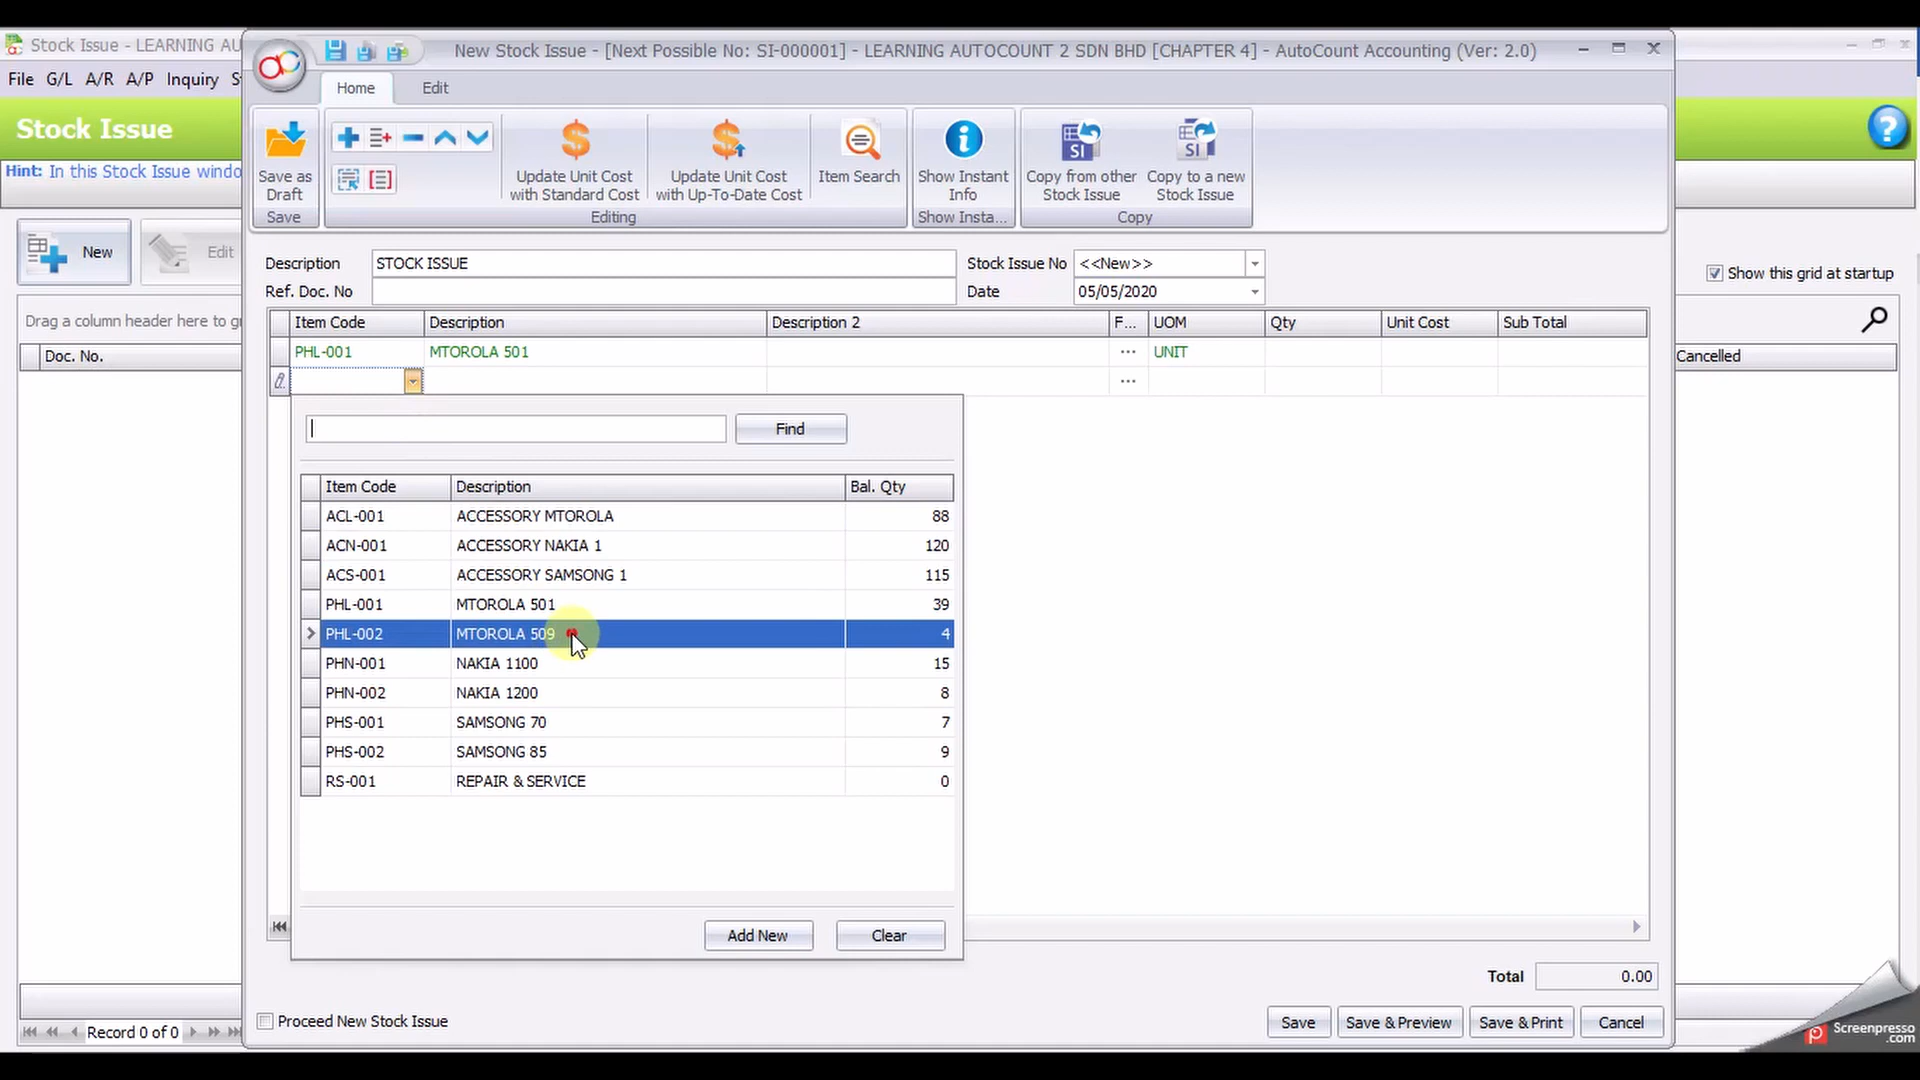 Stock Issue - LEARNING AU
New Stock Issue - [Next Possible No: SI-000001] - LEARNING AUTOCOUNT 2 SDN BHD [CHAPTER 4] - AutoCount Accounting (Ver: 2.0)
File G/L A/R A/P Inquiry S
Home Edit
Stock Issue
Hint: In this Stock Issue windo
Save as Draft
Update Unit Cost with Standard Cost
Update Unit Cost with Up-To-Date Cost
Item Search
Show Instant Info
Copy from other Stock Issue
Copy to a new Stock Issue
Save Editing Show Insta... Copy
New Edit
Show this grid at startup
Description STOCK ISSUE Stock Issue No <<New>>
Ref. Doc. No Date 05/05/2020
Drag a column header here to gr
Item Code Description Description 2 F... UOM Qty Unit Cost Sub Total
Doc. No. Cancelled
PHL-001 MTOROLA 501 ... UNIT
...
Find
Item Code Description Bal. Qty
ACL-001 ACCESSORY MTOROLA 88
ACN-001 ACCESSORY NAKIA 1 120
ACS-001 ACCESSORY SAMSONG 1 115
PHL-001 MTOROLA 501 39
PHL-002 MTOROLA 509 4
PHN-001 NAKIA 1100 15
PHN-002 NAKIA 1200 8
PHS-001 SAMSONG 70 7
PHS-002 SAMSONG 85 9
RS-001 REPAIR & SERVICE 0
Add New Clear
Total 0.00
Proceed New Stock Issue
Save Save & Preview Save & Print Cancel
Record 0 of 0
Screenpresso
.com